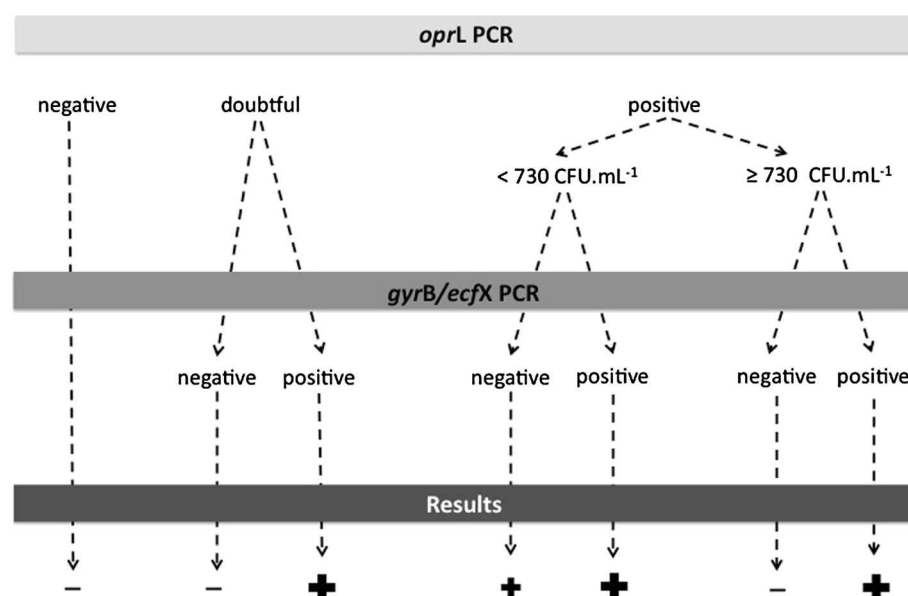 oprL PCR
negative doubtful positive
< 730 CFU.mL-1 ≥ 730 CFU.mL-1
gyrB/ecfX PCR
negative positive negative positive negative positive
Results
– – + + + – +